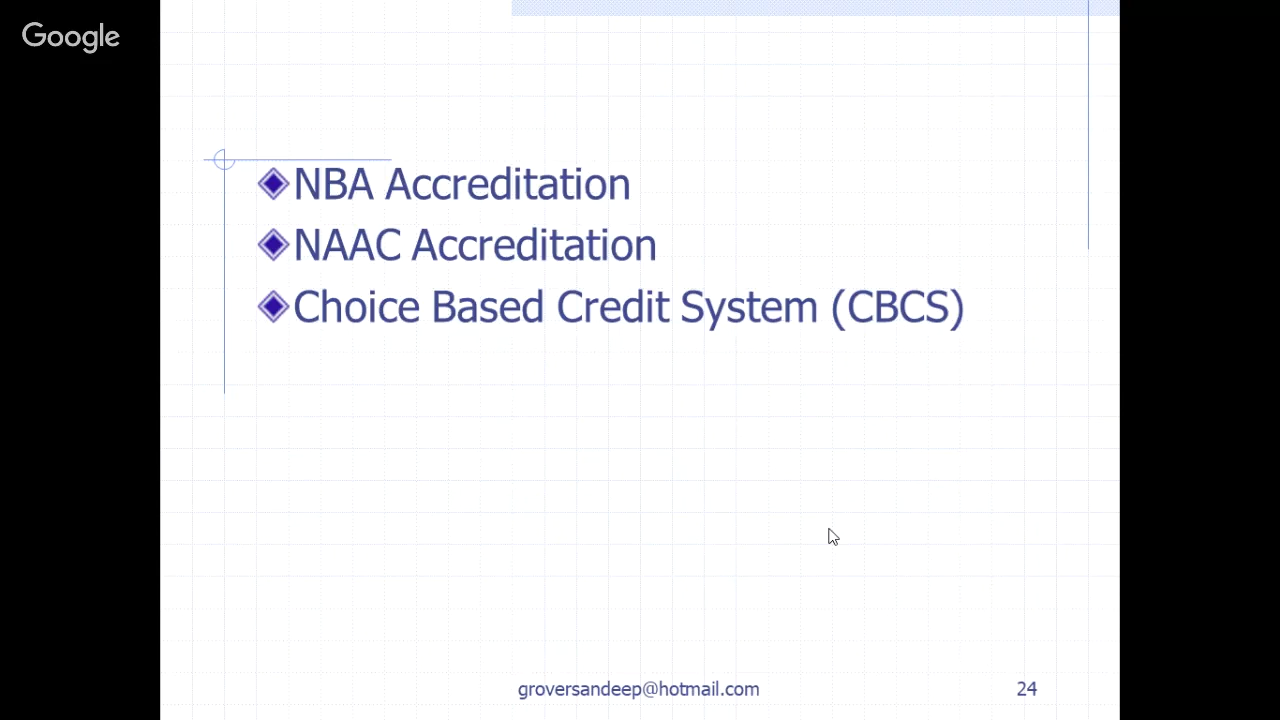 Google
NBA Accreditation
NAAC Accreditation
Choice Based Credit System (CBCS)
groversandeep@hotmail.com
24